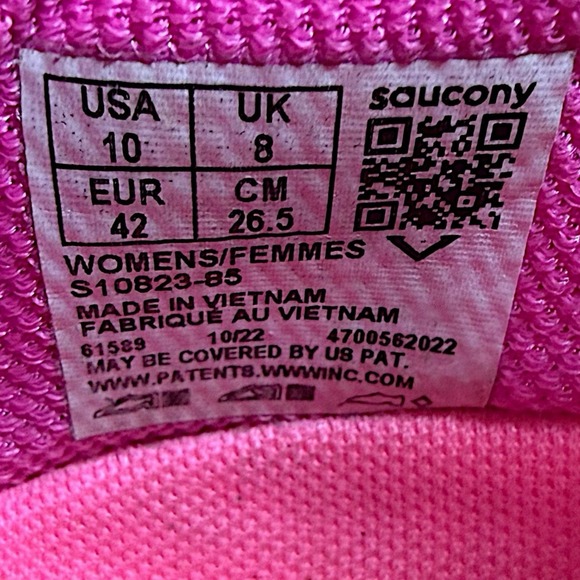 USA UK saucony
10 8
EUR CM
42 26.5
WOMENS/FEMMES
S10823-85
MADE IN VIETNAM
FABRIQUÉ AU VIETNAM
61589 10/22 4700562022
MAY BE COVERED BY US PAT.
WWW.PATENTS.WWWINC.COM